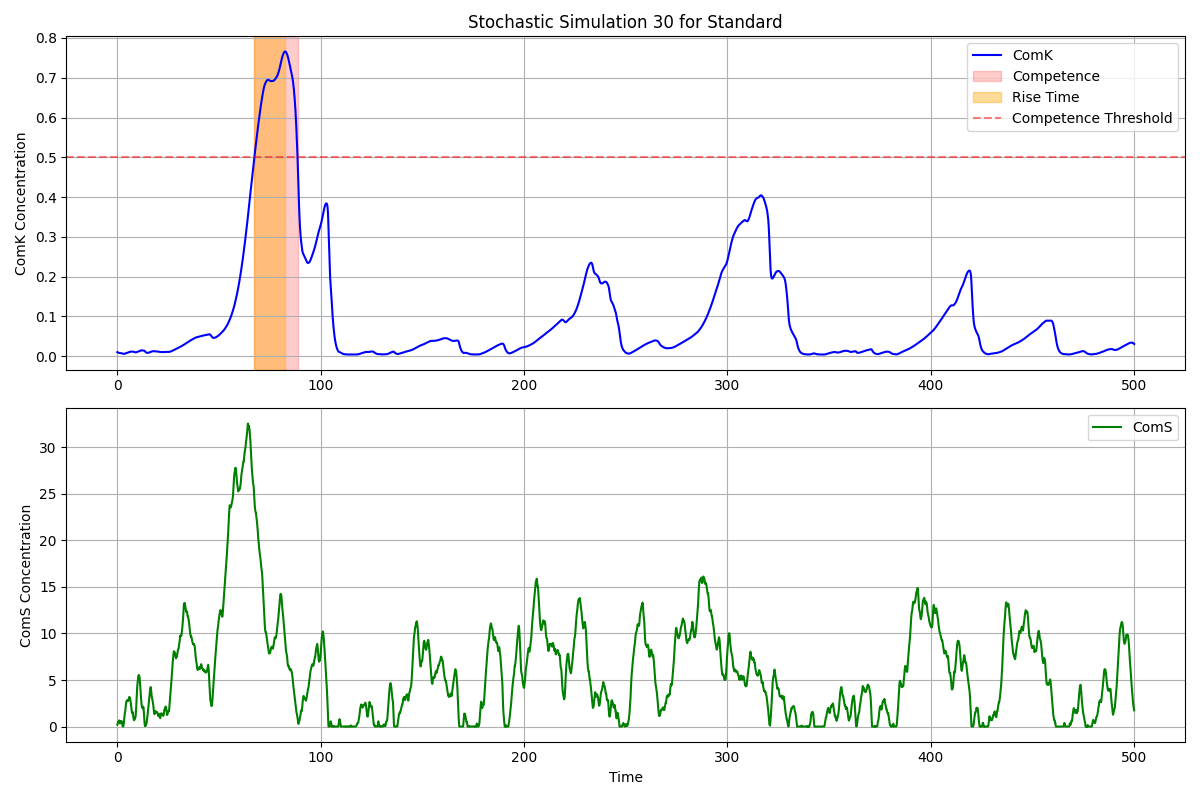 Stochastic Simulation 30 for Standard
ComK Concentration
0.8
0.7
0.6
0.5
0.4
0.3
0.2
0.1
0.0
ComK
Competence
Rise Time
Competence Threshold
0 100 200 300 400 500
ComS Concentration
30
25
20
15
10
5
0
ComS
0 100 200 300 400 500
Time